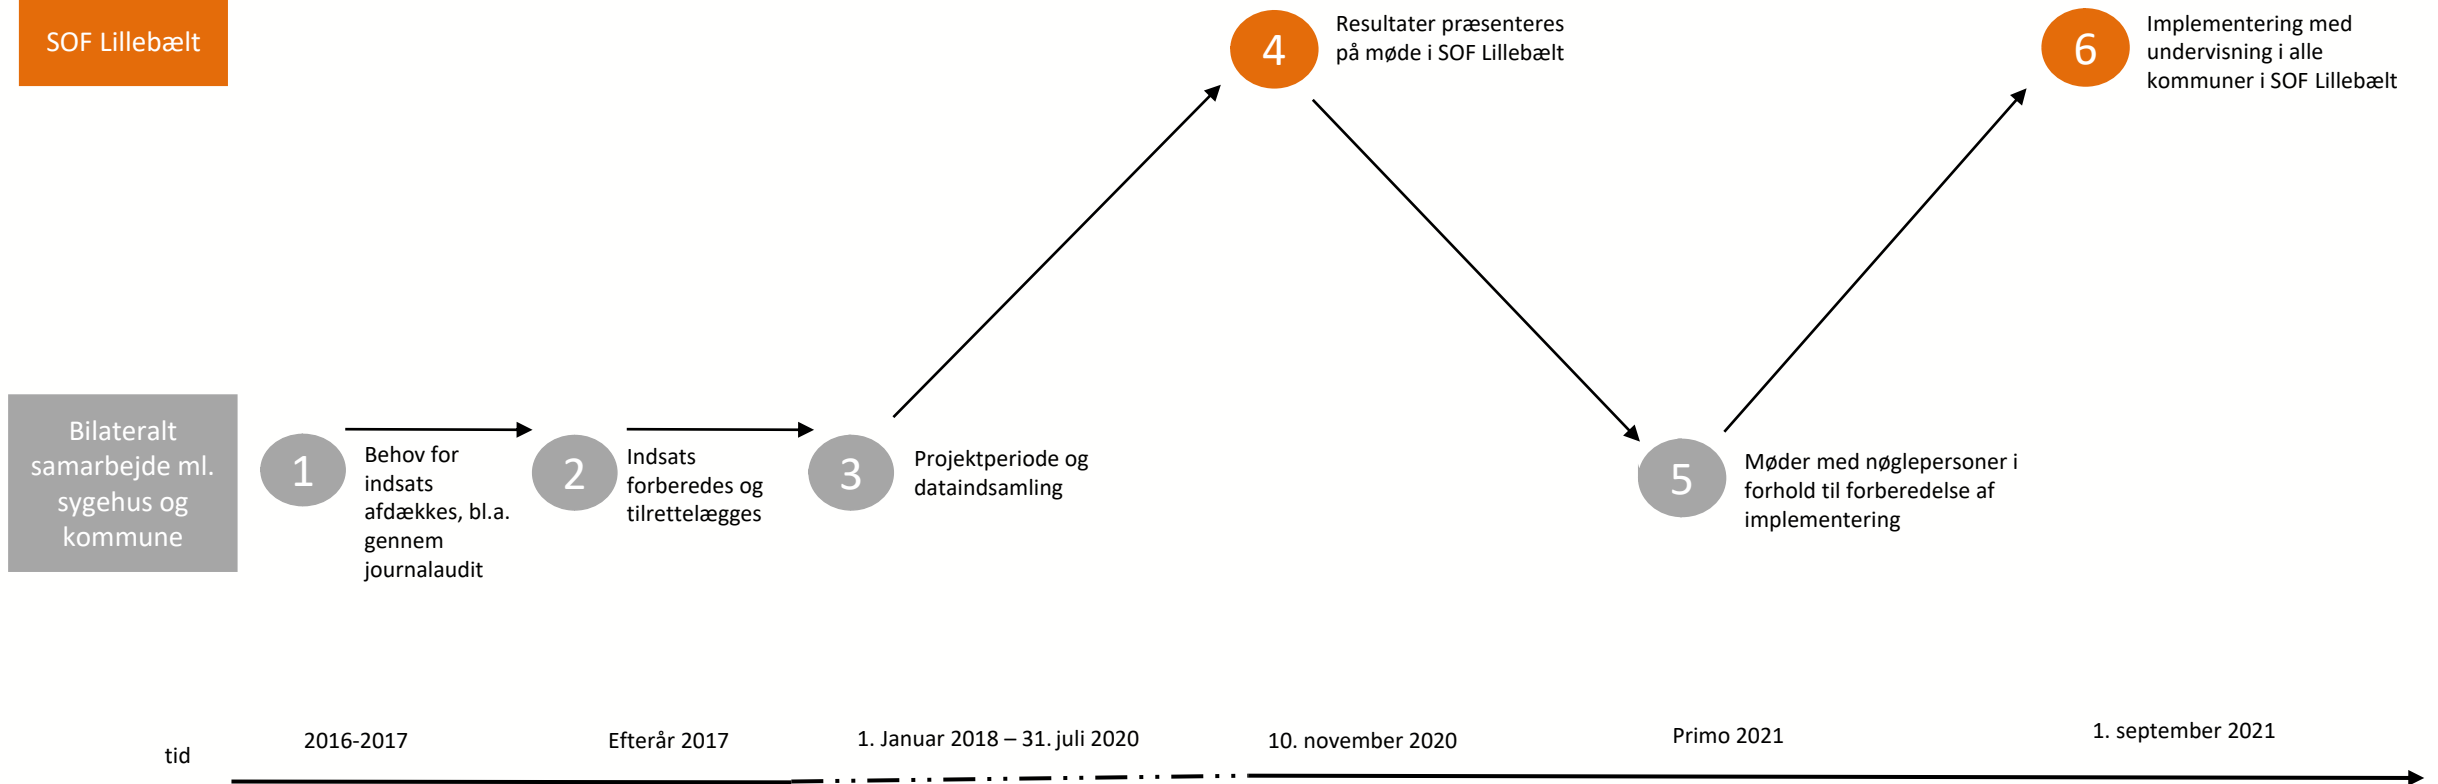 SOF Lillebælt
4
Resultater præsenteres
på møde i SOF Lillebælt
6
Implementering med
undervisning i alle
kommuner i SOF Lillebælt
Bilateralt
samarbejde ml.
sygehus og
kommune
1
Behov for
indsats
afdækkes, bl.a.
gennem
journalaudit
2
Indsats
forberedes og
tilrettelægges
3
Projektperiode og
dataindsamling
5
Møder med nøglepersoner i
forhold til forberedelse af
implementering
tid
2016-2017
Efterår 2017
1. Januar 2018 – 31. juli 2020
10. november 2020
Primo 2021
1. september 2021